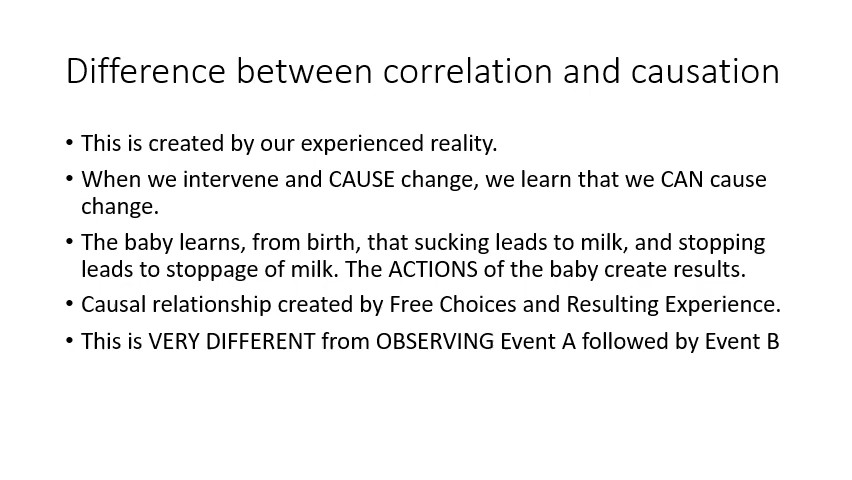 Difference between correlation and causation
• This is created by our experienced reality.
• When we intervene and CAUSE change, we learn that we CAN cause
change.
• The baby learns, from birth, that sucking leads to milk, and stopping
leads to stoppage of milk. The ACTIONS of the baby create results.
• Causal relationship created by Free Choices and Resulting Experience.
• This is VERY DIFFERENT from OBSERVING Event A followed by Event B